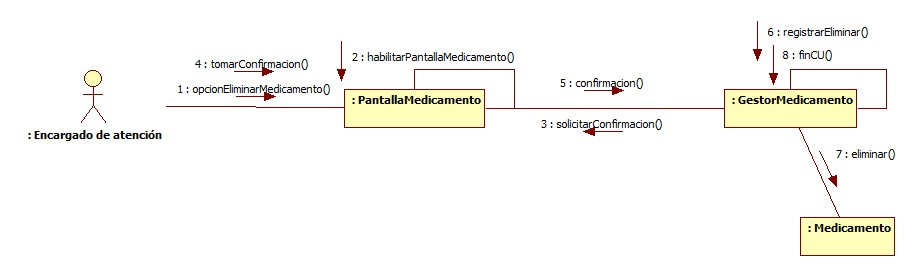 6 : registrarEliminar()
4 : tomarConfirmacion()
2 : habilitarPantallaMedicamento()
8 : finCU()
1 : opcionEliminarMedicamento()
5 : confirmacion()
: PantallaMedicamento
: GestorMedicamento
3 : solicitarConfirmacion()
: Encargado de atención
7 : eliminar()
: Medicamento